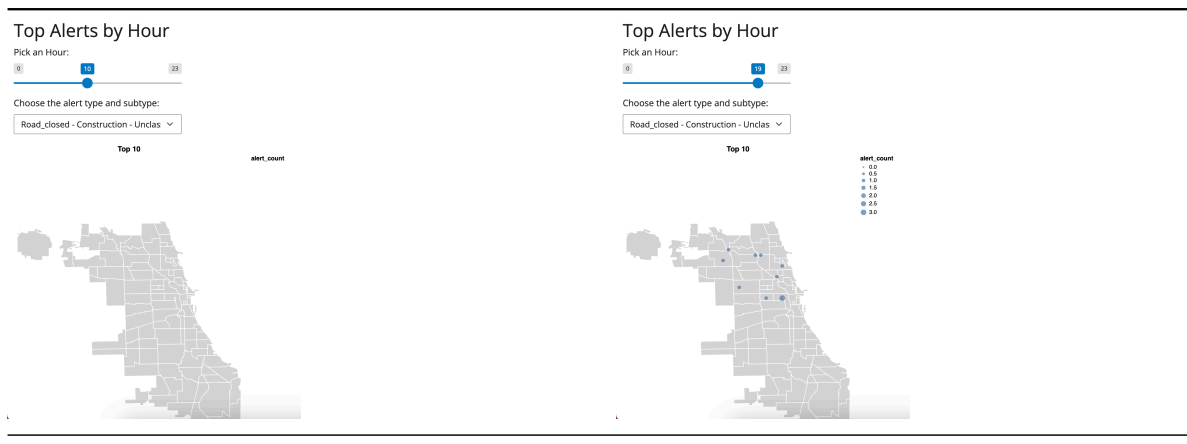 Top Alerts by Hour
Pick an Hour:
0 10 23
Choose the alert type and subtype:
Road_closed - Construction - Unclas
Top 10
alert_count
Top Alerts by Hour
Pick an Hour:
0 19 23
Choose the alert type and subtype:
Road_closed - Construction - Unclas
Top 10
alert_count
0.0
0.5
1.0
1.5
2.0
2.5
3.0